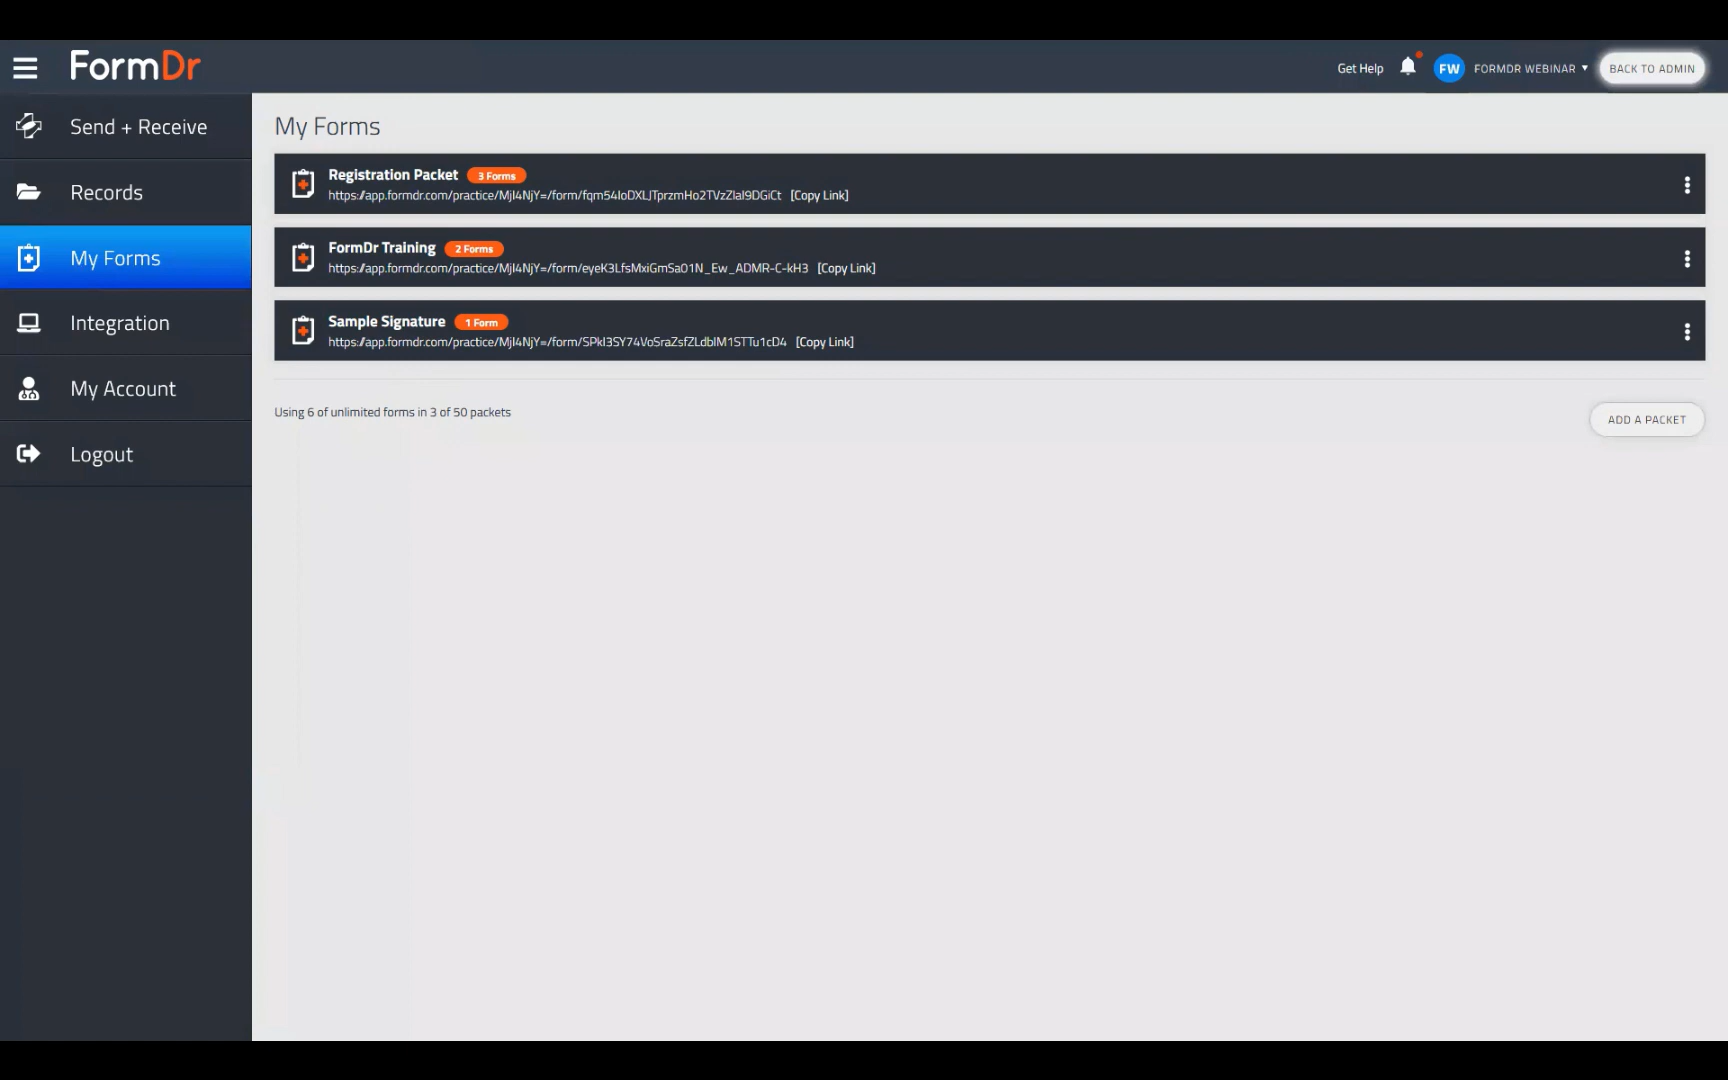 FormDr
Get Help
FW
FORMDR WEBINAR
BACK TO ADMIN
Send + Receive
Records
My Forms
Integration
My Account
Logout
My Forms
Registration Packet 3 Forms
https://app.formdr.com/practice/MjI4NjY=/form/fqm54IoDXLJTprzmHo2TVzZIaI9DGiCt [Copy Link]
FormDr Training 2 Forms
https://app.formdr.com/practice/MjI4NjY=/form/eyeK3LfsMxiGmSa01N_Ew_ADMR-C-kH3 [Copy Link]
Sample Signature 1 Form
https://app.formdr.com/practice/MjI4NjY=/form/SPkI3SY74VoSraZsfZLdbIM1STTu1cD4 [Copy Link]
Using 6 of unlimited forms in 3 of 50 packets
ADD A PACKET